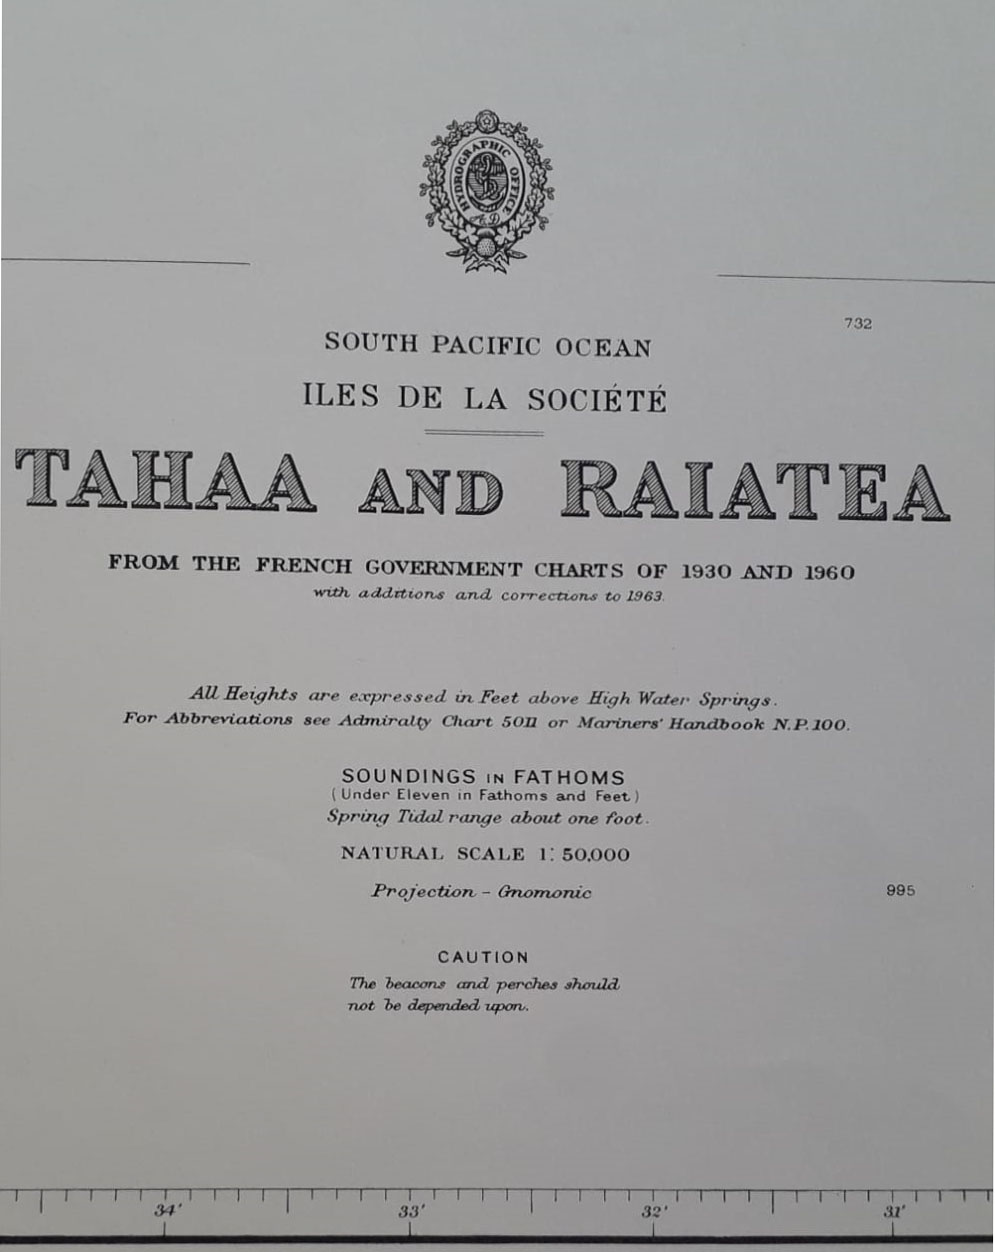 HYDROGRAPHIC OFFICE
732
SOUTH PACIFIC OCEAN
ILES DE LA SOCIÉTÉ
TAHAA AND RAIATEA
FROM THE FRENCH GOVERNMENT CHARTS OF 1930 AND 1960
with additions and corrections to 1963.
All Heights are expressed in Feet above High Water Springs.
For Abbreviations see Admiralty Chart 5011 or Mariners' Handbook N.P.100.
SOUNDINGS IN FATHOMS
(Under Eleven in Fathoms and Feet)
Spring Tidal range about one foot.
NATURAL SCALE 1:50,000
Projection - Gnomonic
995
CAUTION
The beacons and perches should
not be depended upon.
34' 33' 32' 31'